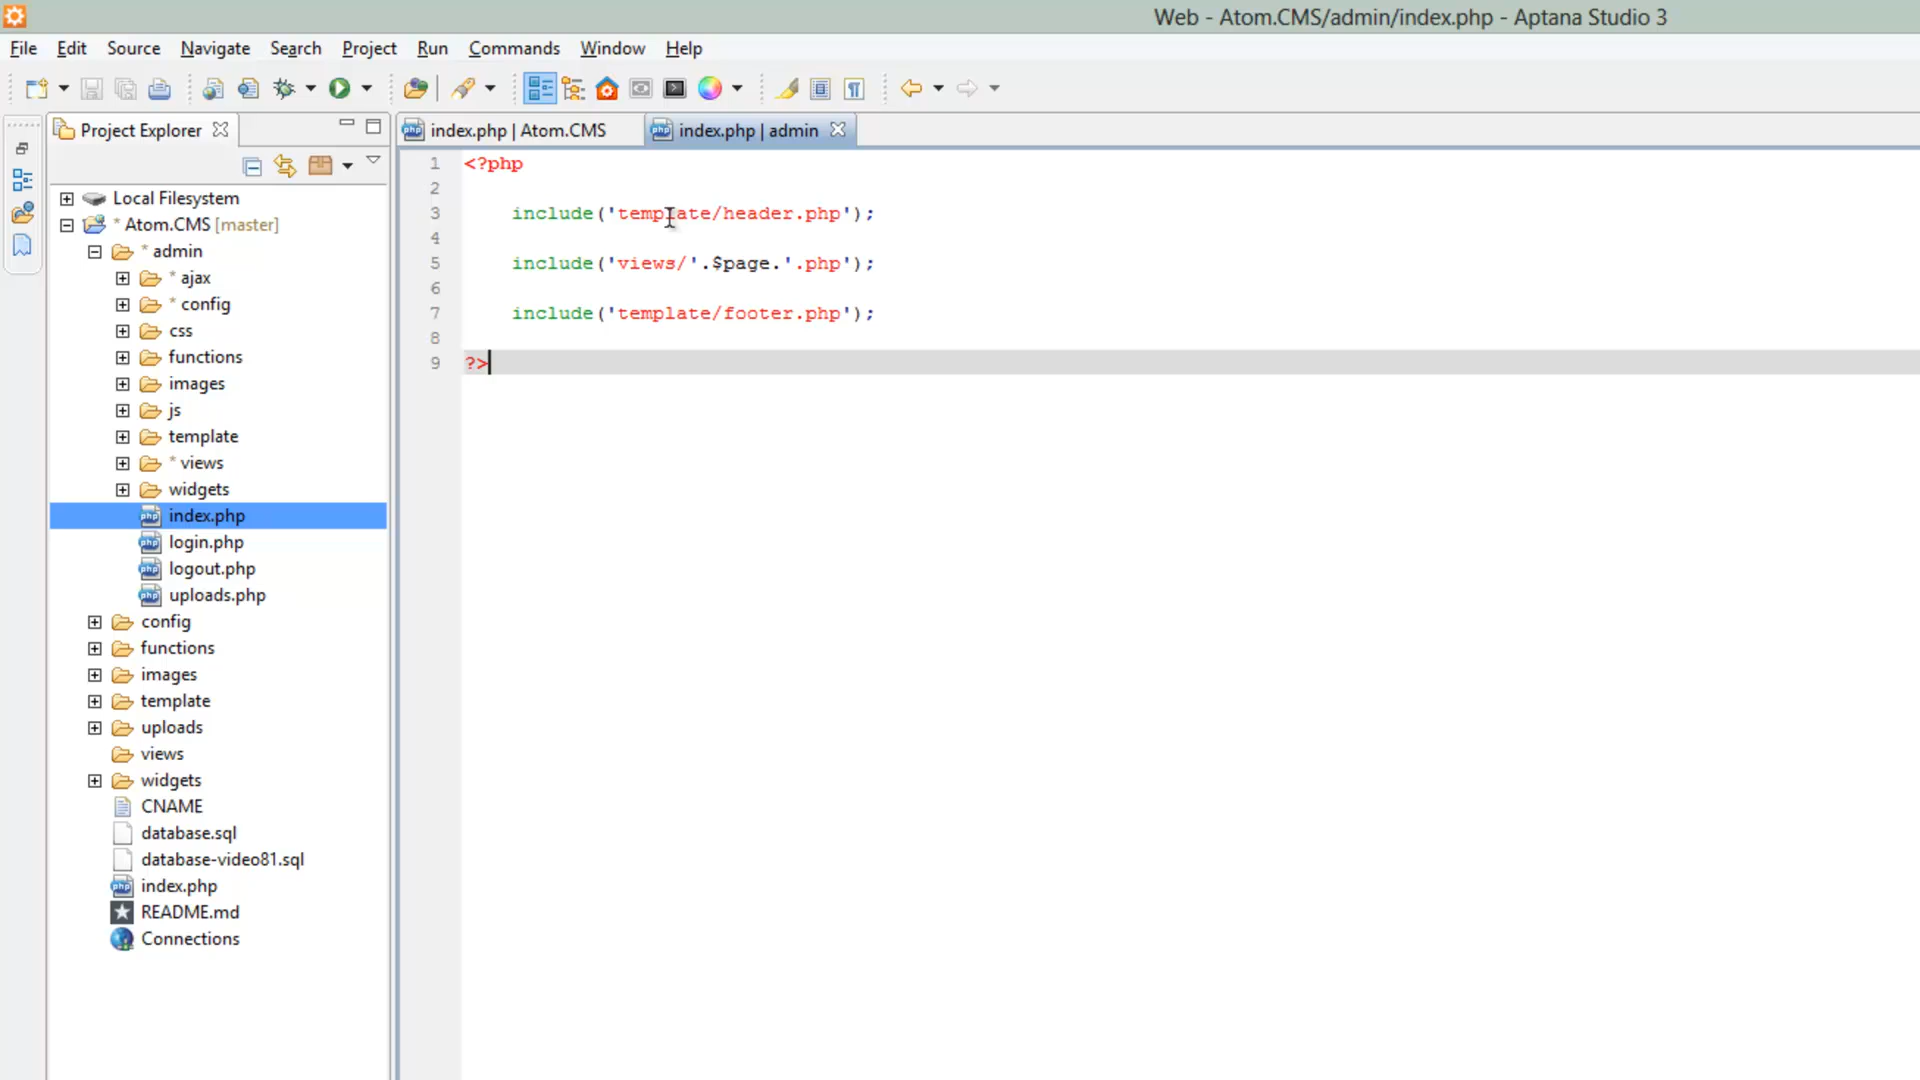 Web - Atom.CMS/admin/index.php - Aptana Studio 3
File Edit Source Navigate Search Project Run Commands Window Help
Project Explorer
index.php | Atom.CMS
index.php | admin
Local Filesystem
* Atom.CMS [master]
* admin
* ajax
* config
css
functions
images
js
template
* views
widgets
index.php
login.php
logout.php
uploads.php
config
functions
images
template
uploads
views
widgets
CNAME
database.sql
database-video81.sql
index.php
README.md
Connections
1 <?php
2
3 include('template/header.php');
4
5 include('views/'.$page.'.php');
6
7 include('template/footer.php');
8
9 ?>